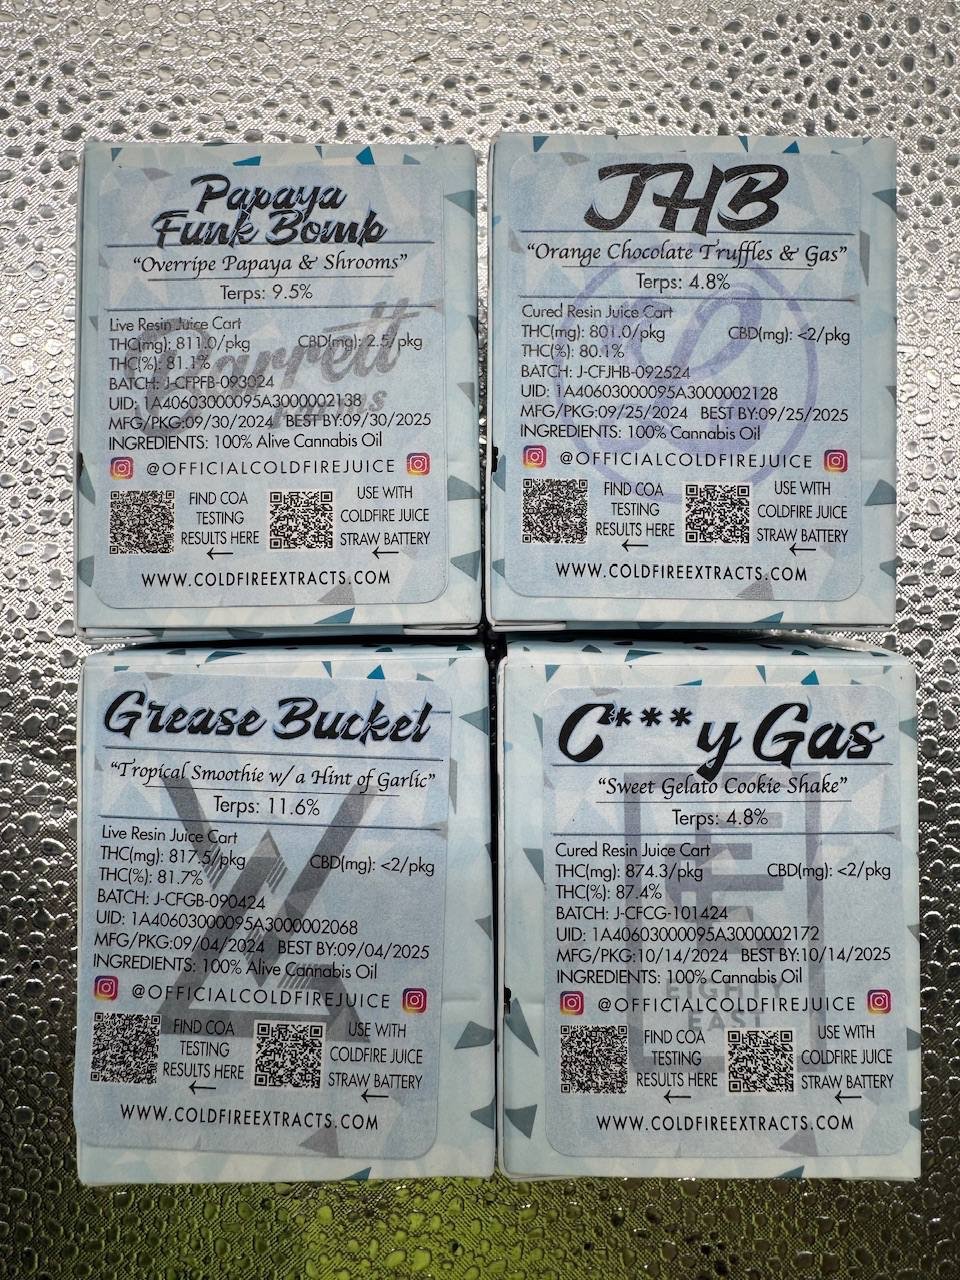 Papaya
Funk Bomb
"Overripe Papaya & Shrooms"
Terps: 9.5%
Live Resin Juice Cart
THC(mg): 811.0/pkg CBD(mg): 2.5/pkg
THC(%): 81.1%
BATCH: J-CFPFB-093024
UID: 1A40603000095A3000002138
MFG/PKG:09/30/2024 BEST BY:09/30/2025
INGREDIENTS: 100% Alive Cannabis Oil
@OFFICIALCOLDFIREJUICE
FIND COA
TESTING
RESULTS HERE
USE WITH
COLDFIRE JUICE
STRAW BATTERY
WWW.COLDFIREEXTRACTS.COM
Barrett
JHB
"Orange Chocolate Truffles & Gas"
Terps: 4.8%
Cured Resin Juice Cart
THC(mg): 801.0/pkg CBD(mg): <2/pkg
THC(%): 80.1%
BATCH: J-CFJHB-092524
UID: 1A40603000095A3000002128
MFG/PKG:09/25/2024 BEST BY:09/25/2025
INGREDIENTS: 100% Cannabis Oil
@OFFICIALCOLDFIREJUICE
FIND COA
TESTING
RESULTS HERE
USE WITH
COLDFIRE JUICE
STRAW BATTERY
WWW.COLDFIREEXTRACTS.COM
Grease Bucket
"Tropical Smoothie w/ a Hint of Garlic"
Terps: 11.6%
Live Resin Juice Cart
THC(mg): 817.5/pkg CBD(mg): <2/pkg
THC(%): 81.7%
BATCH: J-CFGB-090424
UID: 1A40603000095A3000002068
MFG/PKG:09/04/2024 BEST BY:09/04/2025
INGREDIENTS: 100% Alive Cannabis Oil
@OFFICIALCOLDFIREJUICE
FIND COA
TESTING
RESULTS HERE
USE WITH
COLDFIRE JUICE
STRAW BATTERY
WWW.COLDFIREEXTRACTS.COM
C***y Gas
"Sweet Gelato Cookie Shake"
Terps: 4.8%
Cured Resin Juice Cart
THC(mg): 874.3/pkg CBD(mg): <2/pkg
THC(%): 87.4%
BATCH: J-CFCG-101424
UID: 1A40603000095A3000002172
MFG/PKG:10/14/2024 BEST BY:10/14/2025
INGREDIENTS: 100% Cannabis Oil
@OFFICIALCOLDFIREJUICE
FIND COA
TESTING
RESULTS HERE
USE WITH
COLDFIRE JUICE
STRAW BATTERY
WWW.COLDFIREEXTRACTS.COM
EAST